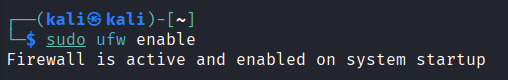 ┌──(kali㉿kali)-[~]
└─$ sudo ufw enable
Firewall is active and enabled on system startup